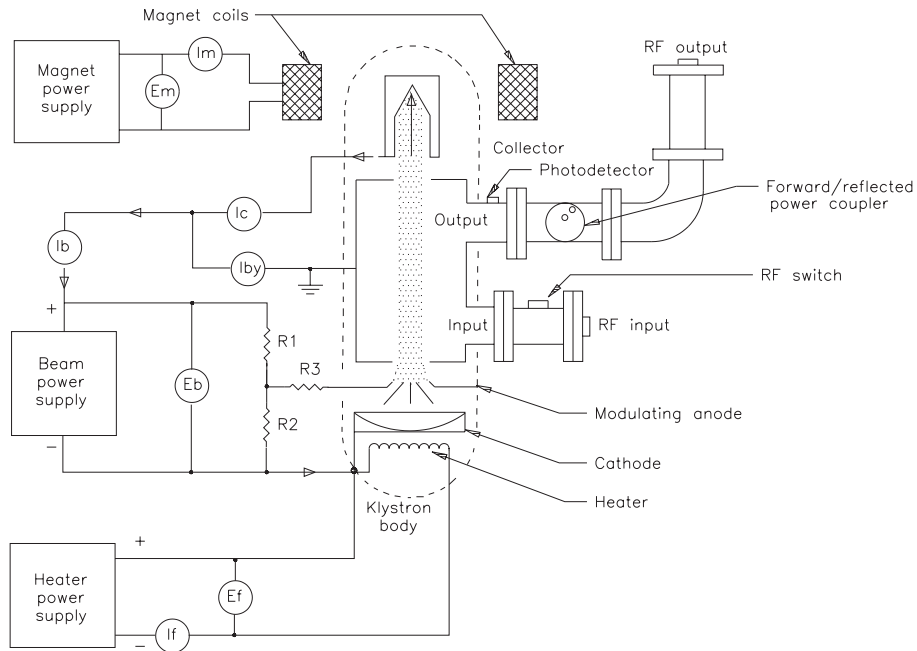 Magnet coils
RF output
Magnet
power
supply
Im
Em
Collector
Photodetector
Forward/reflected
power coupler
Output
Ic
Ib
Iby
RF switch
+
Input
RF input
R1
Beam
power
supply
Eb
R3
R2
Modulating anode
–
Cathode
Heater
Klystron
body
+
Heater
power
supply
Ef
–
If